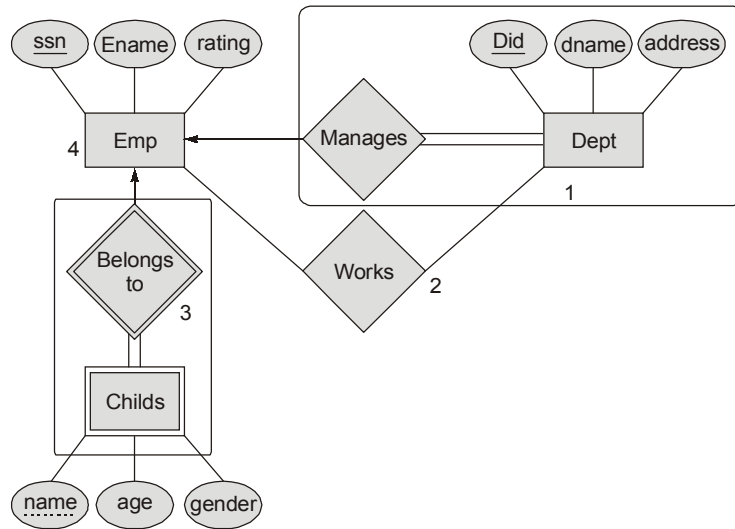 ssn Ename rating Did dname address
Manages
4 Emp Dept
1
Belongs
to
Works
2
3
Childs
name age gender